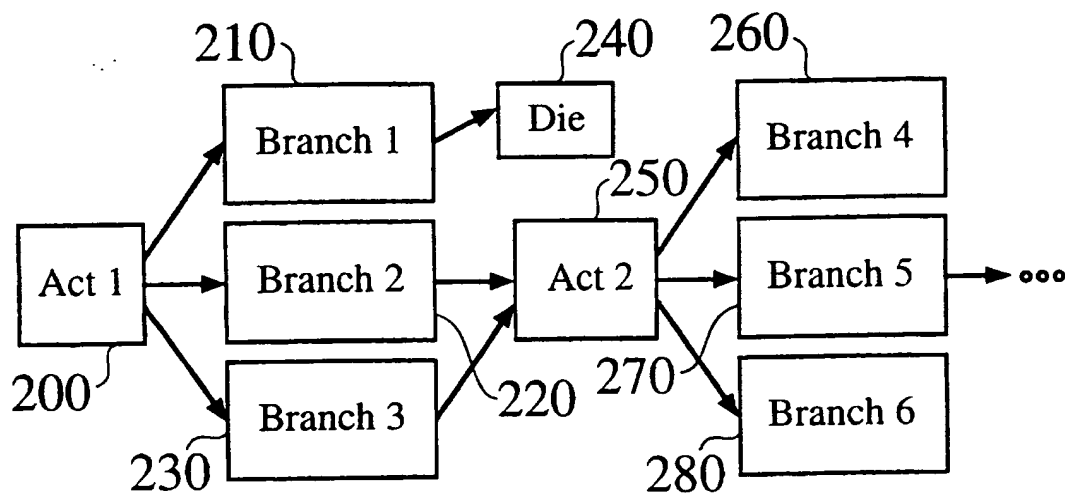 210
240
260
Branch 1
Die
Branch 4
250
Act 1
Branch 2
Act 2
Branch 5
200
220
270
Branch 3
Branch 6
230
280